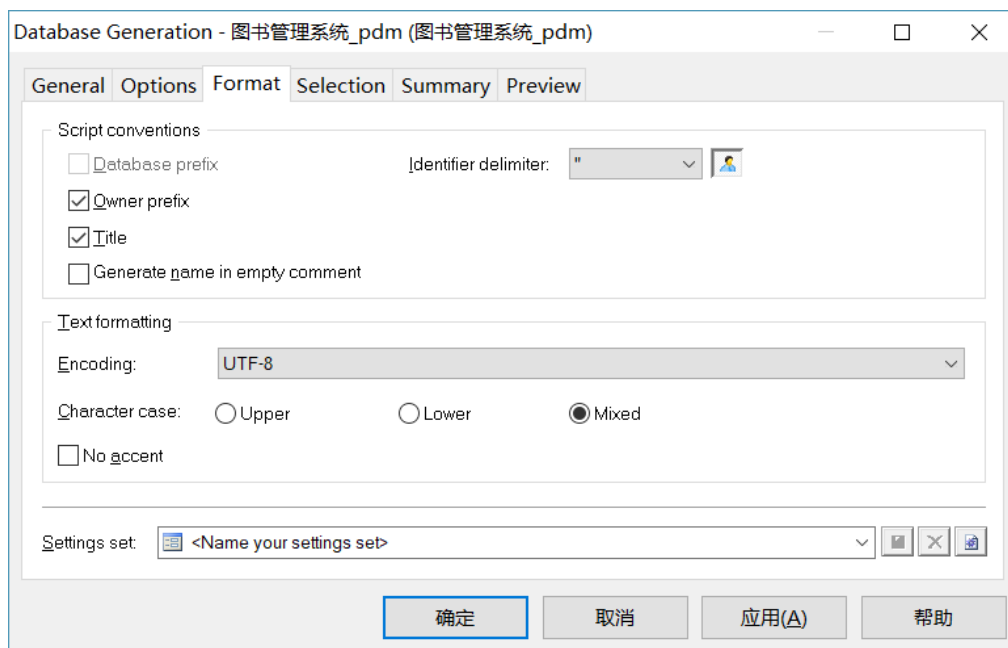 Database Generation - 图书管理系统_pdm (图书管理系统_pdm)
General Options Format Selection Summary Preview
Script conventions
Database prefix Identifier delimiter: "
Owner prefix
Title
Generate name in empty comment
Text formatting
Encoding: UTF-8
Character case: Upper Lower Mixed
No accent
Settings set: <Name your settings set>
确定 取消 应用(A) 帮助